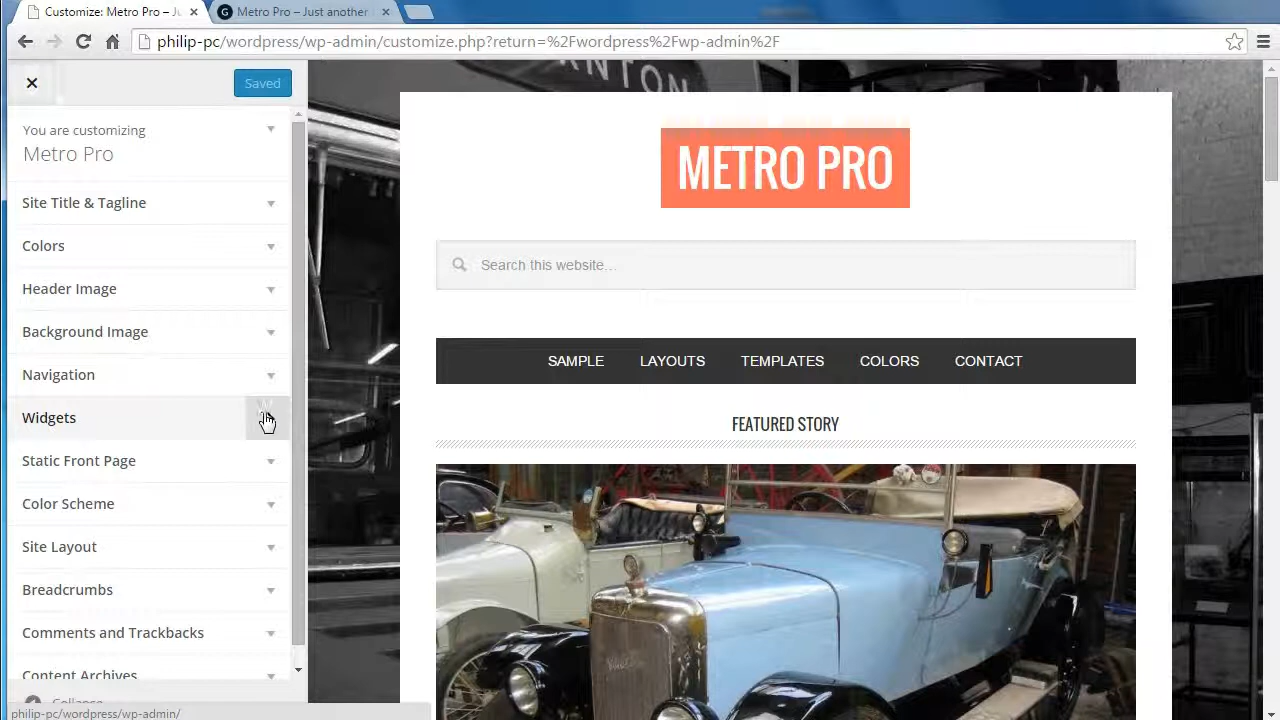 Customize: Metro Pro – Ju
Metro Pro – Just another
philip-pc/wordpress/wp-admin/customize.php?return=%2Fwordpress%2Fwp-admin%2F
Saved
You are customizing
Metro Pro
Site Title & Tagline
Colors
Header Image
Background Image
Navigation
Widgets
Static Front Page
Color Scheme
Site Layout
Breadcrumbs
Comments and Trackbacks
Content Archives
Collapse
philip-pc/wordpress/wp-admin/
NTON
METRO PRO
Search this website…
SAMPLE LAYOUTS TEMPLATES COLORS CONTACT
FEATURED STORY